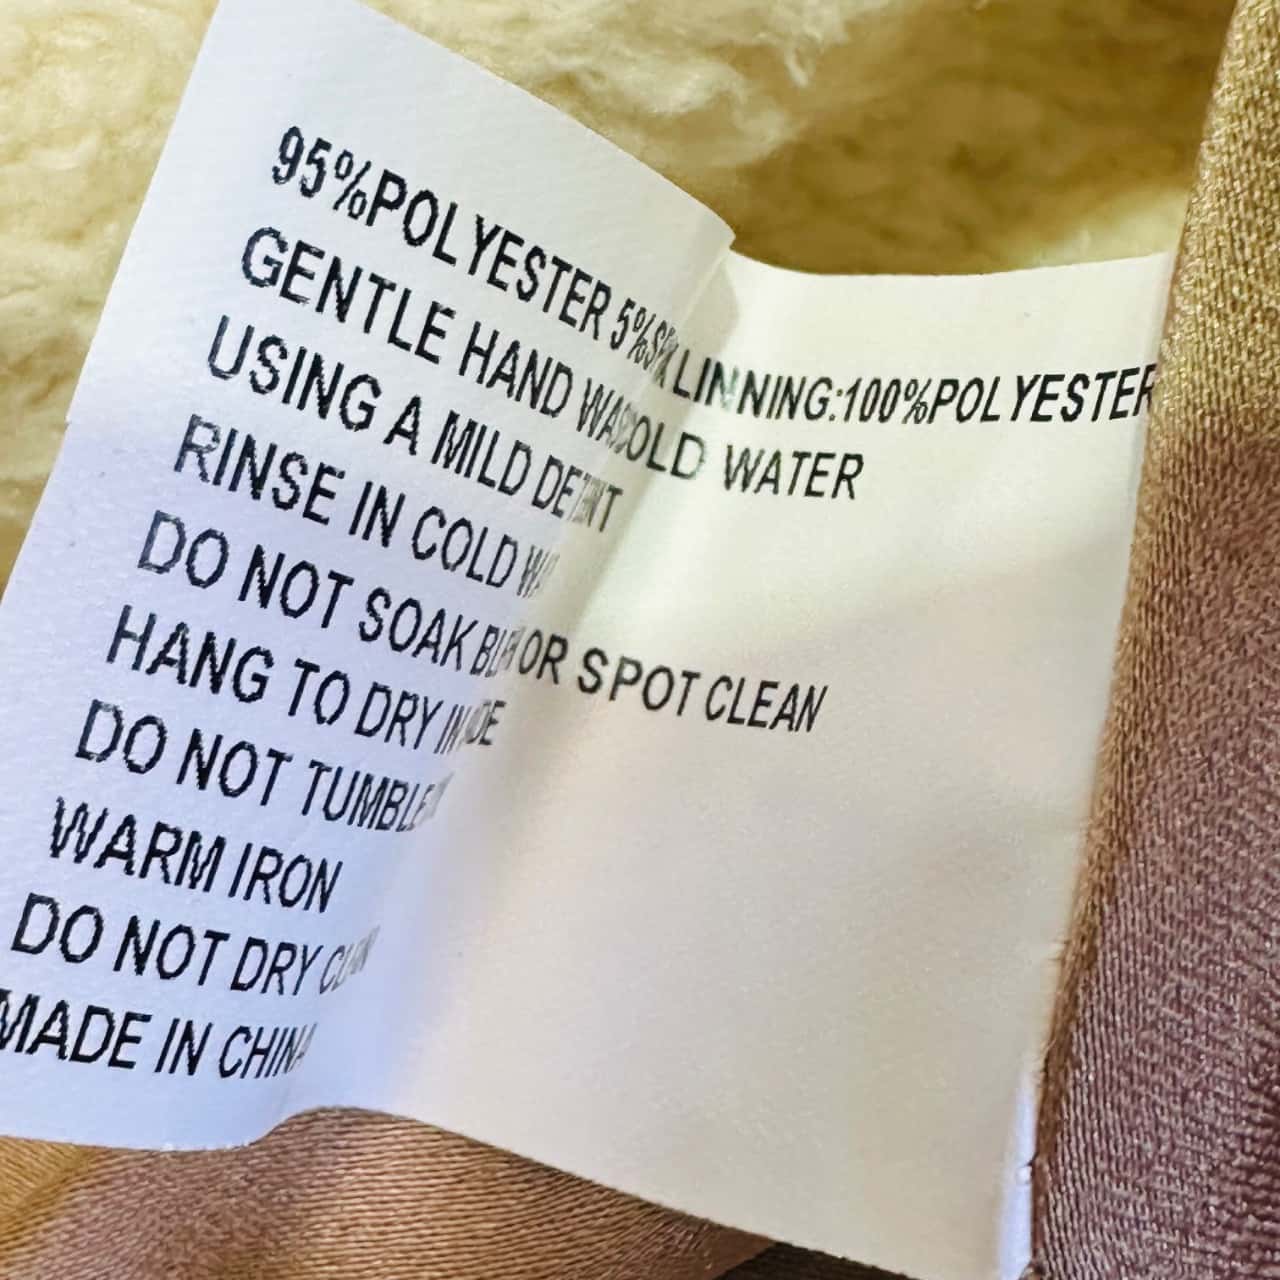 95%POLYESTER 5% LINNING:100%POLYESTER
GENTLE HAND COLD WATER
USING A MILD
RINSE IN COLD
DO NOT SOAK OR SPOT CLEAN
HANG TO DRY
DO NOT TUMBLE
WARM IRON
DO NOT DRY
MADE IN CHINA